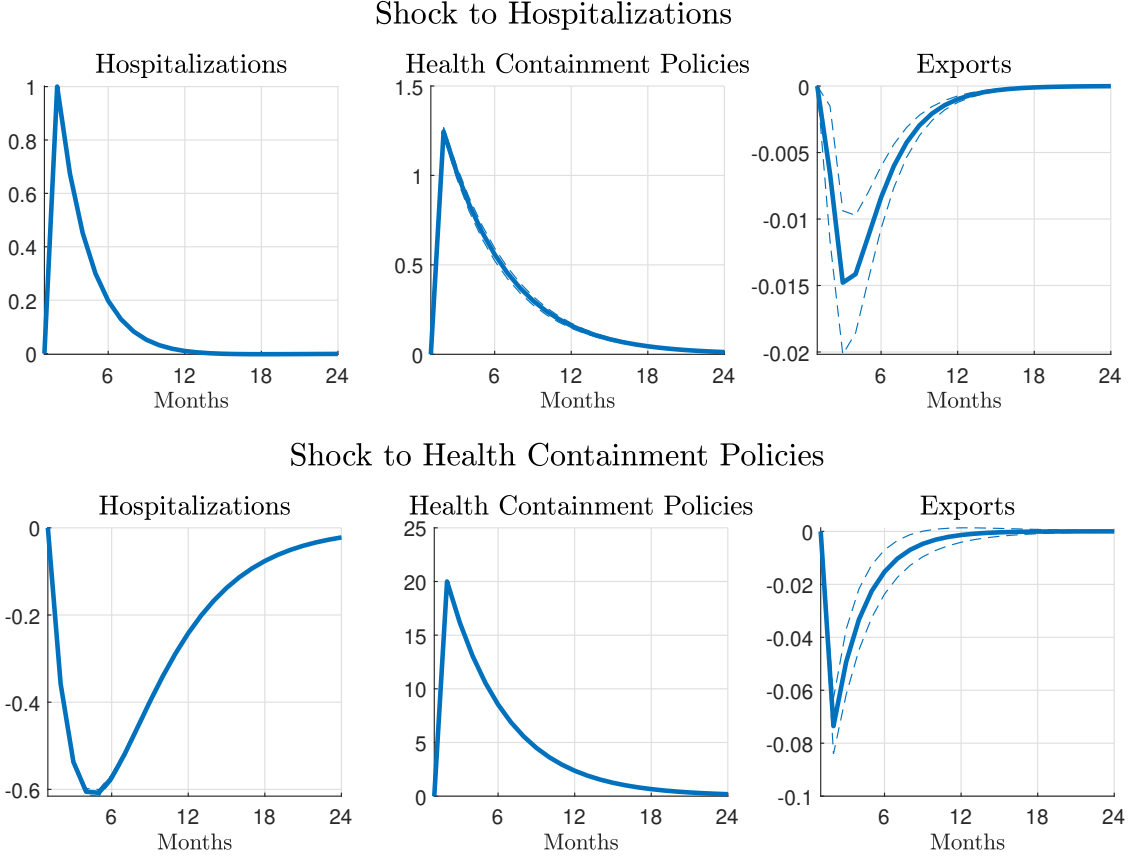 Shock to Hospitalizations
Hospitalizations Health Containment Policies Exports
1 1.5 0
0.8 -0.005
1
0.6 -0.01
0.4 0.5
0.2 -0.015
0 0 -0.02
6 12 18 24 6 12 18 24 6 12 18 24
Months Months Months
Shock to Health Containment Policies
Hospitalizations Health Containment Policies Exports
0 25 0
20 -0.02
-0.2
15 -0.04
-0.4 10 -0.06
5 -0.08
-0.6 0 -0.1
6 12 18 24 6 12 18 24 6 12 18 24
Months Months Months